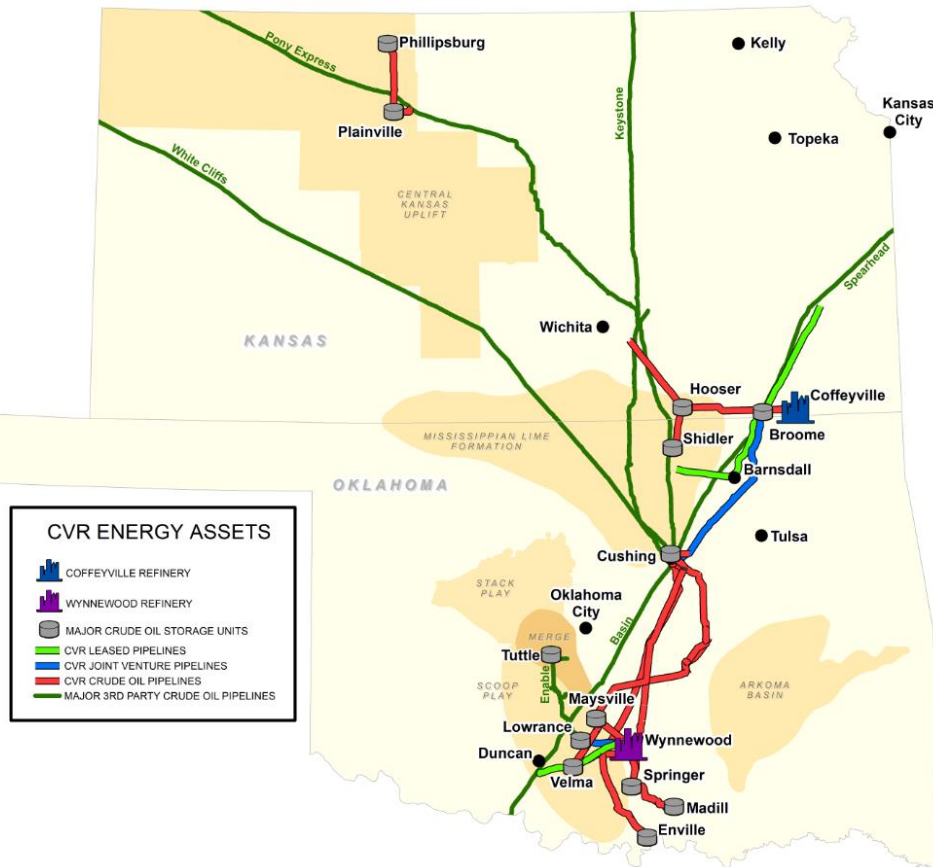 Phillipsburg
Kelly
Pony Express
Kansas
City
Plainville
Keystone
Topeka
White Cliffs
CENTRAL
KANSAS
UPLIFT
Spearhead
Wichita
KANSAS
Hooser
Coffeyville
Broome
MISSISSIPPIAN LIME
FORMATION
Shidler
Barnsdall
OKLAHOMA
CVR ENERGY ASSETS
COFFEYVILLE REFINERY
WYNNEWOOD REFINERY
MAJOR CRUDE OIL STORAGE UNITS
CVR LEASED PIPELINES
CVR JOINT VENTURE PIPELINES
CVR CRUDE OIL PIPELINES
MAJOR 3RD PARTY CRUDE OIL PIPELINES
Tulsa
Cushing
STACK
PLAY
Oklahoma
City
Basin
MERGE
Tuttle
Enable
SCOOP
PLAY
ARKOMA
BASIN
Maysville
Lowrance
Wynnewood
Duncan
Velma
Springer
Madill
Enville